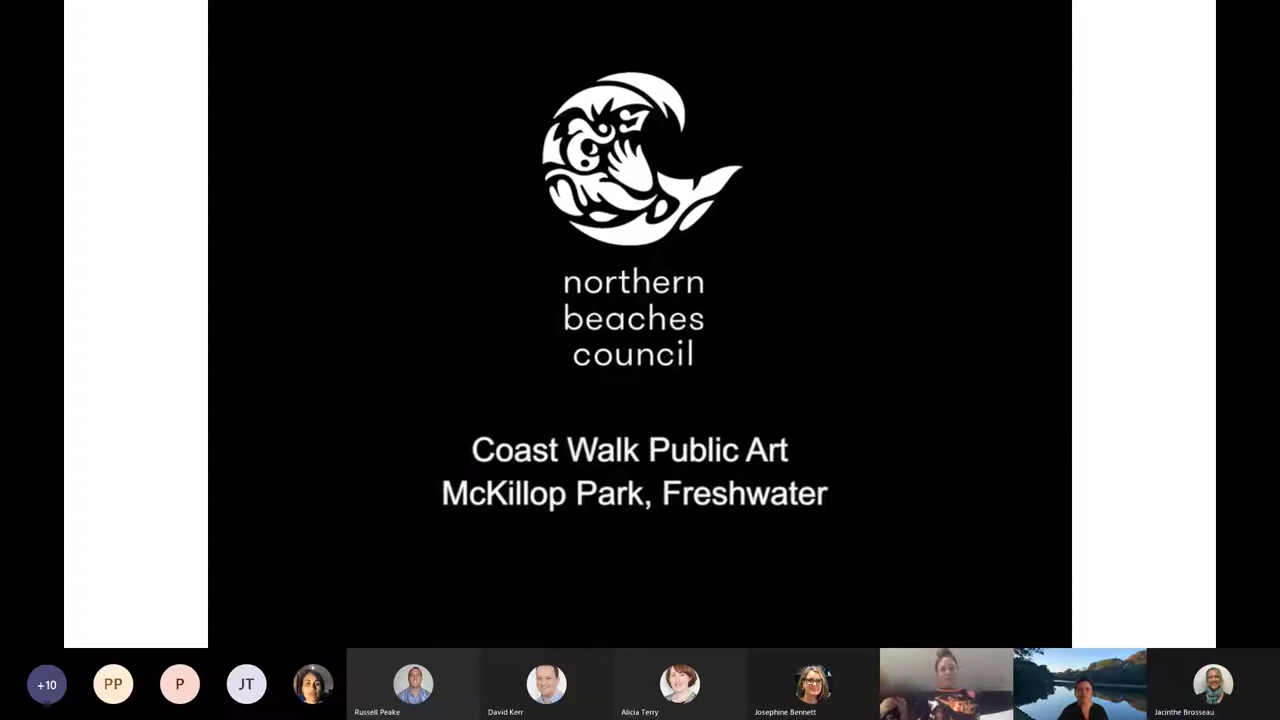 northern
beaches
council
Coast Walk Public Art
McKillop Park, Freshwater
+10
PP
P
JT
Russell Peake
David Kerr
Alicia Terry
Josephine Bennett
Jacinthe Brosseau